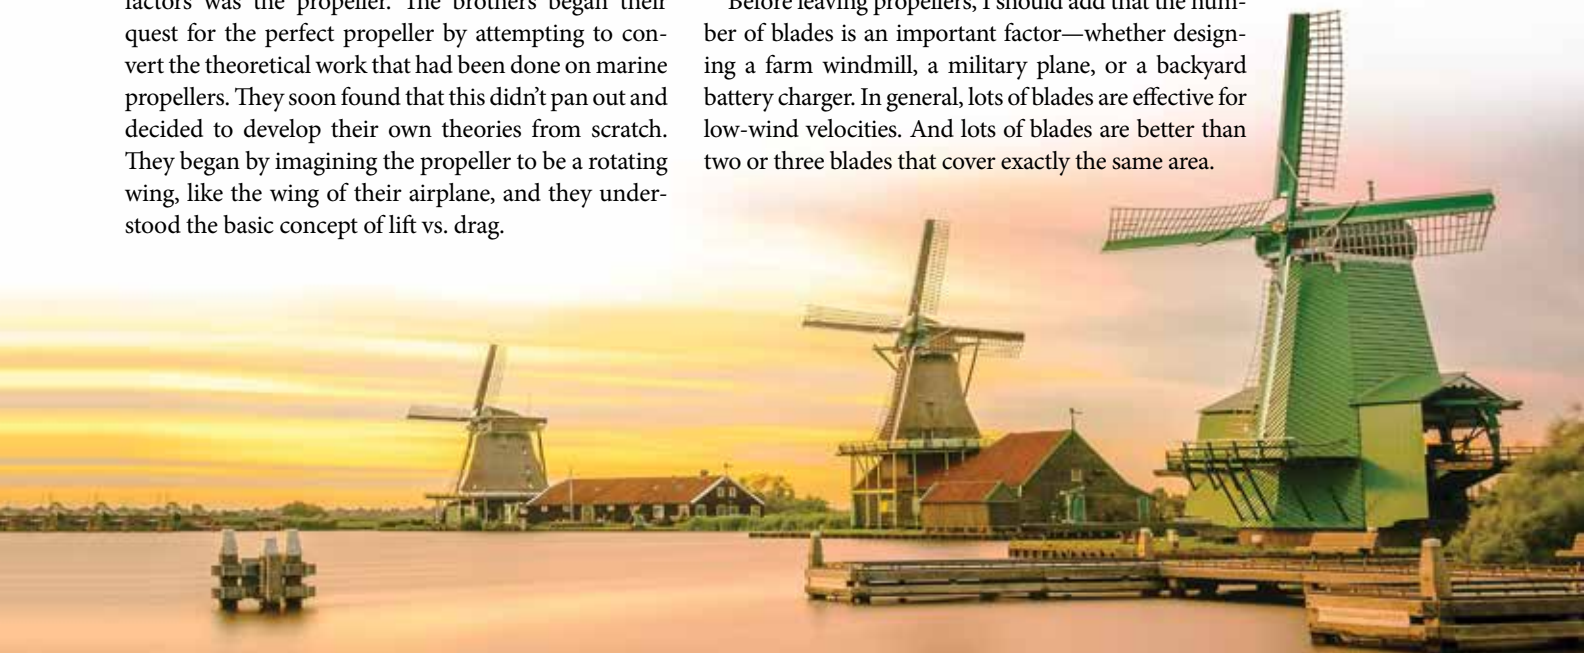 factors was the propeller. The brothers began their
quest for the perfect propeller by attempting to con-
vert the theoretical work that had been done on marine
propellers. They soon found that this didn’t pan out and
decided to develop their own theories from scratch.
They began by imagining the propeller to be a rotating
wing, like the wing of their airplane, and they under-
stood the basic concept of lift vs. drag.
Before leaving propellers, I should add that the num-
ber of blades is an important factor—whether design-
ing a farm windmill, a military plane, or a backyard
battery charger. In general, lots of blades are effective for
low-wind velocities. And lots of blades are better than
two or three blades that cover exactly the same area.